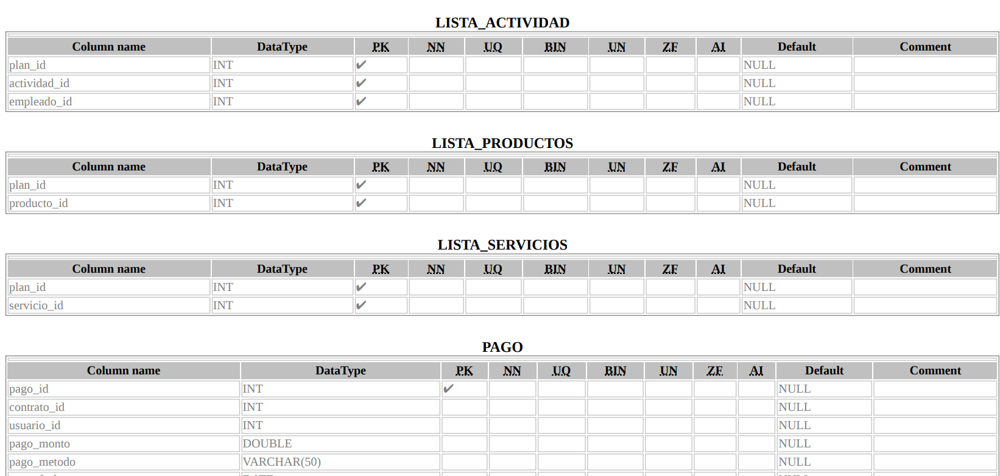 LISTA_ACTIVIDAD
Column name DataType PK NN UQ BIN UN ZF AI Default Comment
plan_id INT ✔ NULL
actividad_id INT ✔ NULL
empleado_id INT ✔ NULL
LISTA_PRODUCTOS
Column name DataType PK NN UQ BIN UN ZF AI Default Comment
plan_id INT ✔ NULL
producto_id INT ✔ NULL
LISTA_SERVICIOS
Column name DataType PK NN UQ BIN UN ZF AI Default Comment
plan_id INT ✔ NULL
servicio_id INT ✔ NULL
PAGO
Column name DataType PK NN UQ BIN UN ZF AI Default Comment
pago_id INT ✔ NULL
contrato_id INT NULL
usuario_id INT NULL
pago_monto DOUBLE NULL
pago_metodo VARCHAR(50) NULL